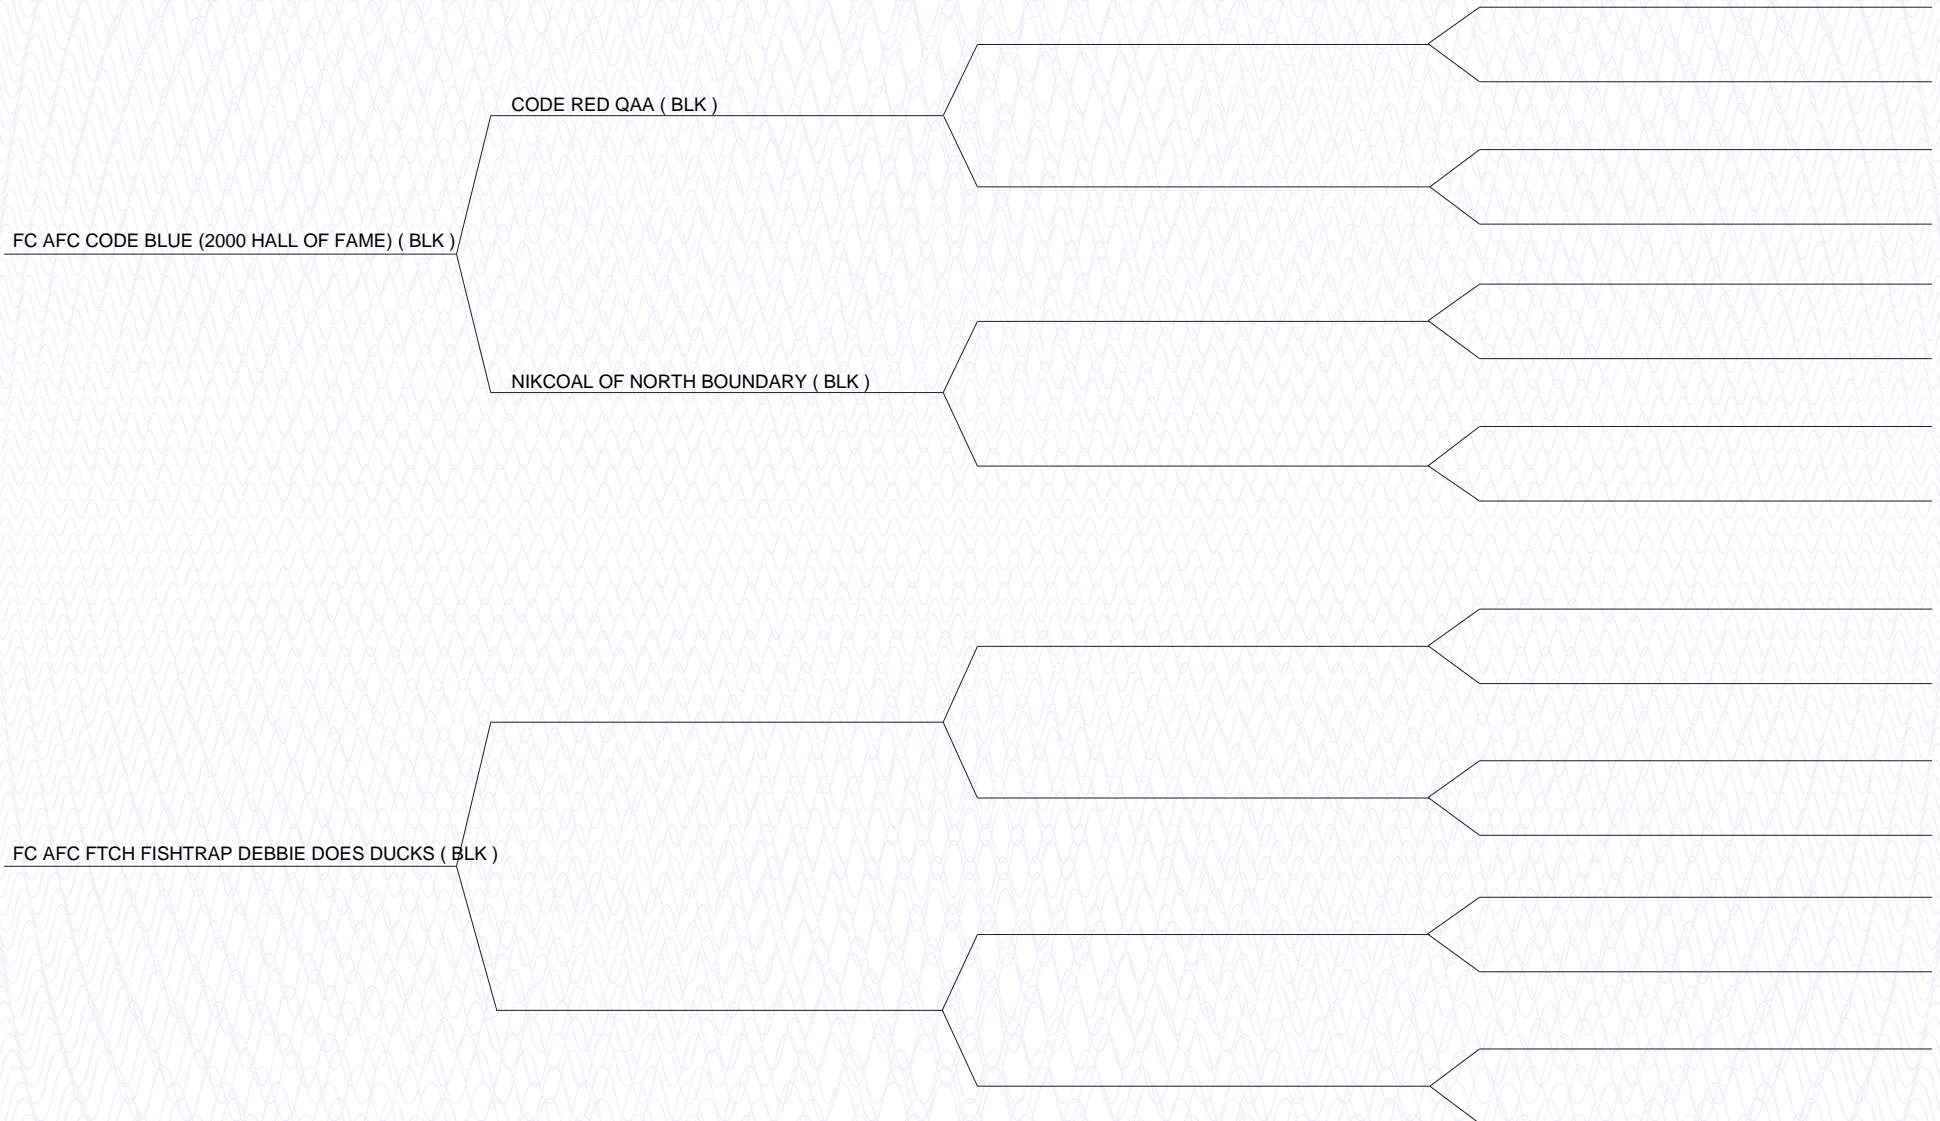 CODE RED QAA ( BLK )
FC AFC CODE BLUE (2000 HALL OF FAME) ( BLK )
NIKCOAL OF NORTH BOUNDARY ( BLK )
FC AFC FTCH FISHTRAP DEBBIE DOES DUCKS ( BLK )